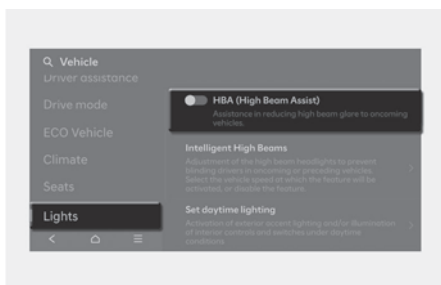 Vehicle
Driver assistance
Drive mode
ECO Vehicle
Climate
Seats
Lights
HBA (High Beam Assist)
Assistance in reducing high beam glare to oncoming
vehicles.
Intelligent High Beams
Adjustment of the high beam headlights to prevent
blinding drivers in oncoming or preceding vehicles.
Select the vehicle speed at which the feature will be
activated, or disable the feature.
Set daytime lighting
Activation of exterior accent lighting and/or illumination
of interior controls and switches under daytime
conditions